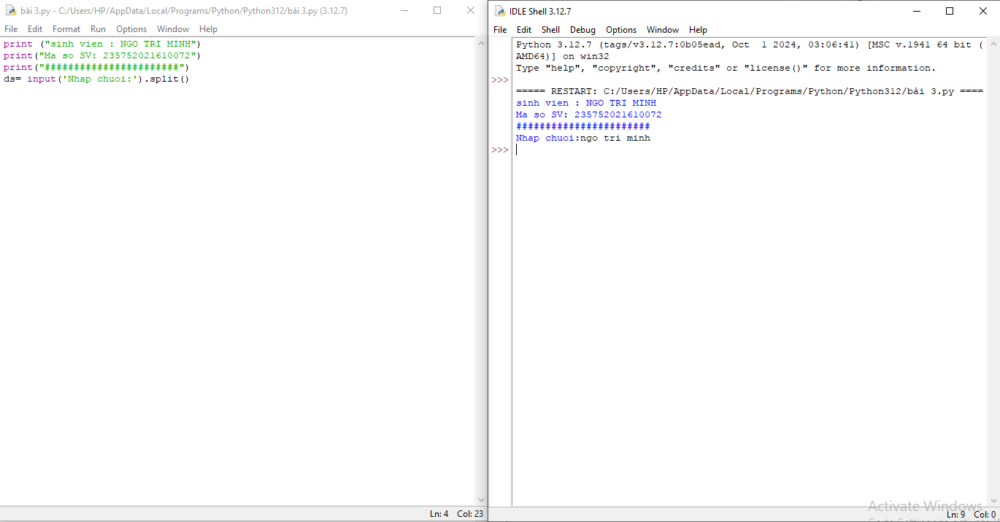 bài 3.py - C:/Users/HP/AppData/Local/Programs/Python/Python312/bài 3.py (3.12.7)
File Edit Format Run Options Window Help
print ("sinh vien : NGO TRI MINH")
print("Ma so SV: 235752021610072")
print("#######################")
ds= input('Nhap chuoi:').split()
Ln: 4 Col: 23
IDLE Shell 3.12.7
File Edit Shell Debug Options Window Help
Python 3.12.7 (tags/v3.12.7:0b05ead, Oct 1 2024, 03:06:41) [MSC v.1941 64 bit (
AMD64)] on win32
Type "help", "copyright", "credits" or "license()" for more information.
>>>
===== RESTART: C:/Users/HP/AppData/Local/Programs/Python/Python312/bài 3.py ====
sinh vien : NGO TRI MINH
Ma so SV: 235752021610072
#######################
Nhap chuoi:ngo tri minh
>>>
Activate Windows
Ln: 9 Col: 0